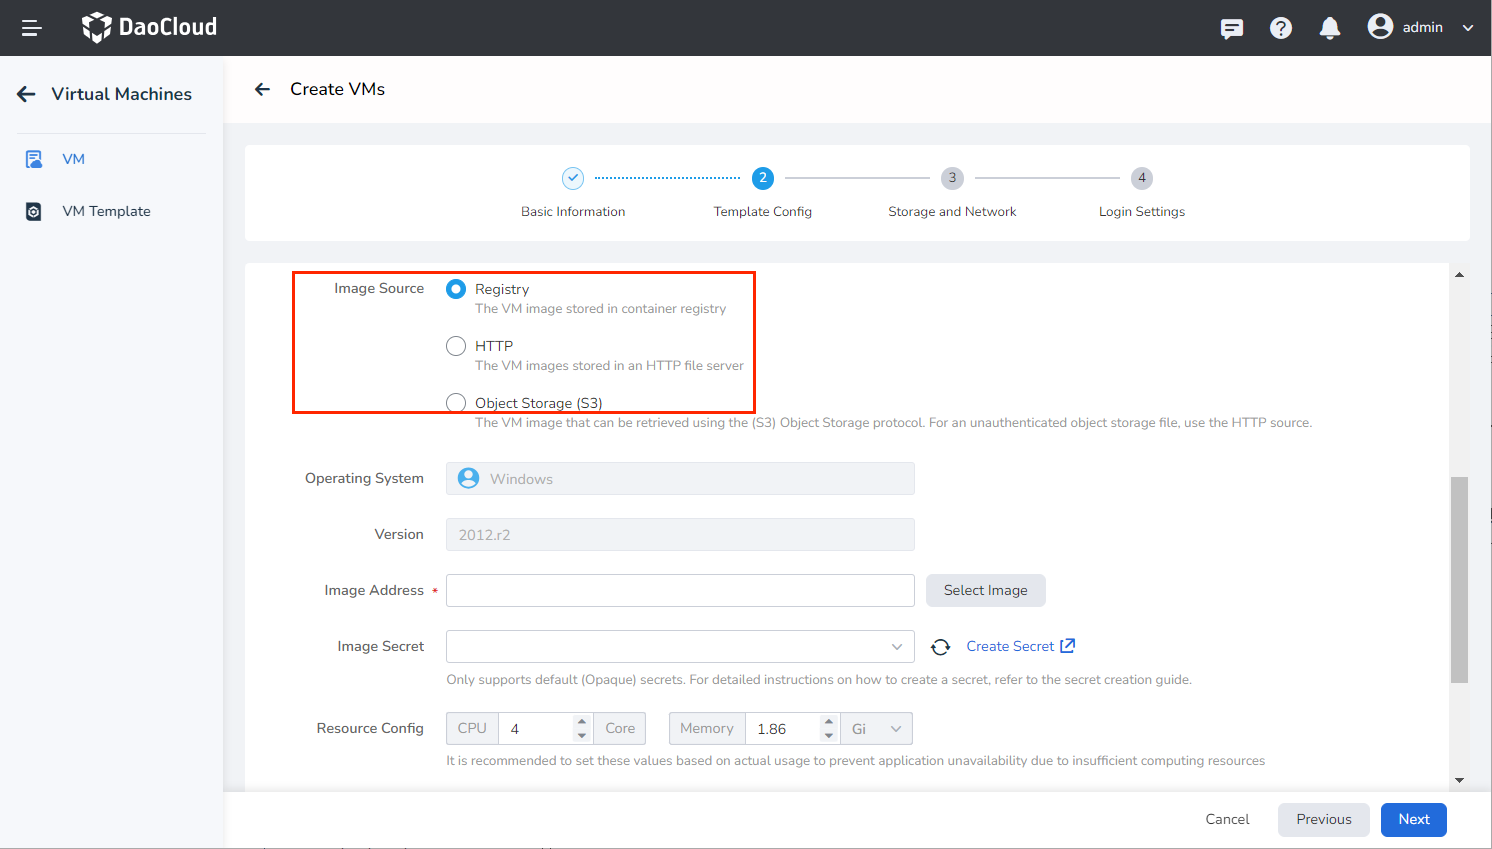 DaoCloud
admin
Virtual Machines
Create VMs
VM
VM Template
2
3
4
Basic Information
Template Config
Storage and Network
Login Settings
Image Source
Registry
The VM image stored in container registry
HTTP
The VM images stored in an HTTP file server
Object Storage (S3)
The VM image that can be retrieved using the (S3) Object Storage protocol. For an unauthenticated object storage file, use the HTTP source.
Operating System
Windows
Version
2012.r2
Image Address *
Select Image
Image Secret
Create Secret
Only supports default (Opaque) secrets. For detailed instructions on how to create a secret, refer to the secret creation guide.
Resource Config
CPU 4 Core
Memory 1.86 Gi
It is recommended to set these values based on actual usage to prevent application unavailability due to insufficient computing resources
Cancel
Previous
Next